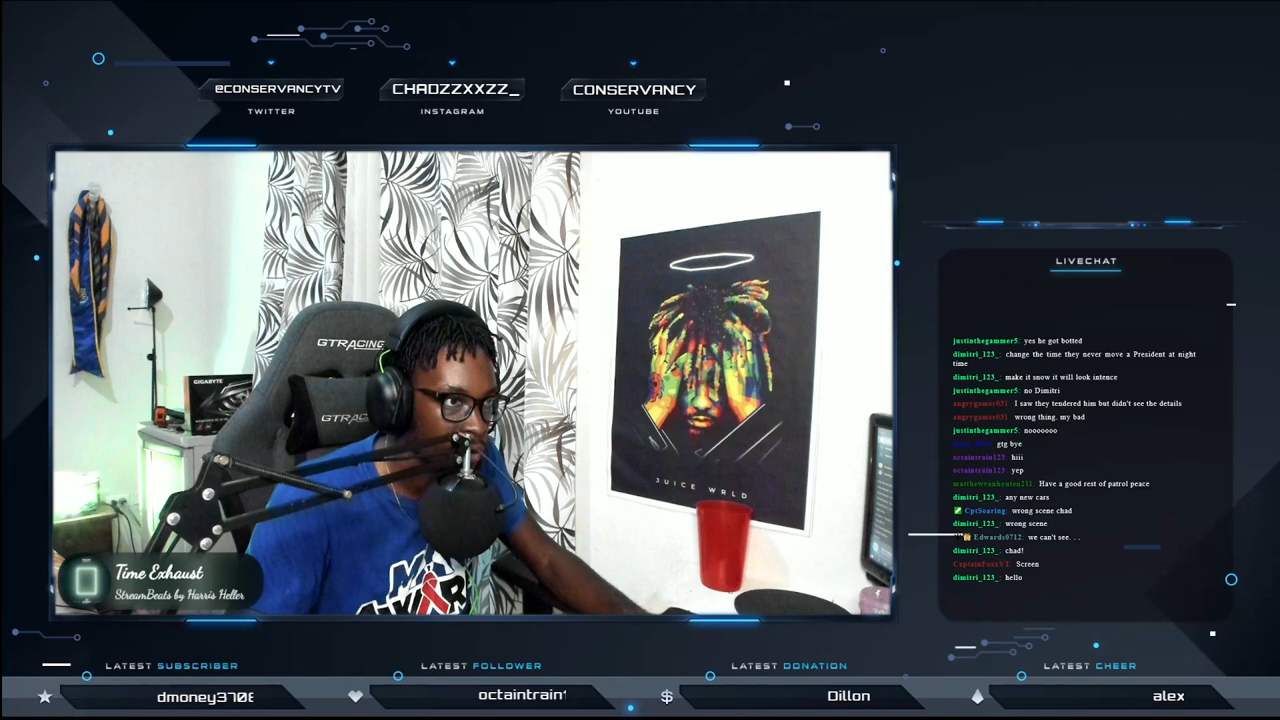 @CONSERVANCYTV
CHADZZXXZZ_
CONSERVANCY
TWITTER
INSTAGRAM
YOUTUBE
GTRACING
GIGABYTE
GTRAC
JUICE WRLD
Time Exhaust
StreamBeats by Harris Heller
LIVECHAT
justinthegammer5: yes he got botted
dimitri_123_: change the time they never move a President at night
time
dimitri_123_: make it snow it will look intence
justinthegammer5: no Dimitri
angrygamer031 I saw they tendered him but didn't see the details
angrygamer031 wrong thing. my bad
justinthegammer5: nooooooo
gtg bye
octaintrain123: hiii
octaintrain123: yep
matthewvanhouten211: Have a good rest of patrol peace
dimitri_123_: any new cars
CptSoaring: wrong scene chad
dimitri_123_: wrong scene
Edwards0712: we can't see. . .
dimitri_123_: chad!
CaptainFoxxST: Screen
dimitri_123_: hello
LATEST SUBSCRIBER
LATEST FOLLOWER
LATEST DONATION
LATEST CHEER
dmoney3708
octaintrain1
Dillon
alex